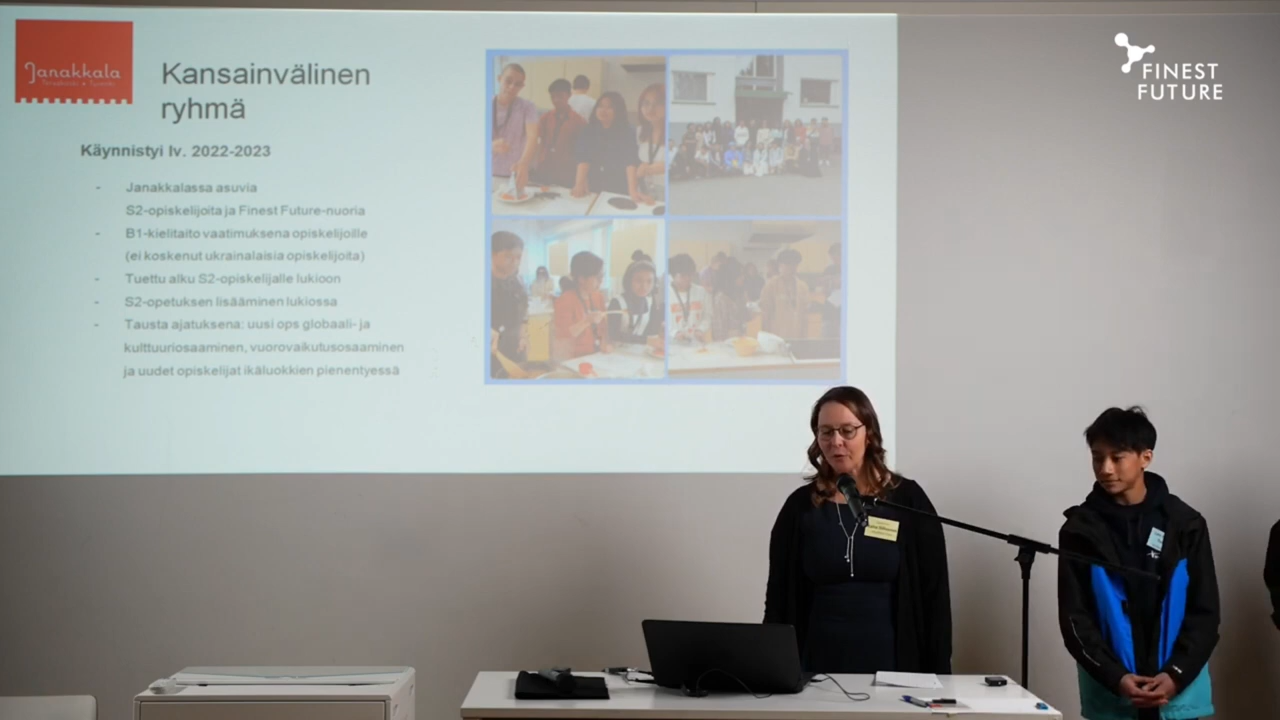 Janakkala
Kansainvälinen
ryhmä
Käynnistyi lv. 2022-2023
- Janakkalassa asuvia
S2-opiskelijoita ja Finest Future-nuoria
- B1-kielitaito vaatimuksena opiskelijoille
(ei koskenut ukrainalaisia opiskelijoita)
- Tuettu alku S2-opiskelijalle lukioon
- S2-opetuksen lisääminen lukiossa
- Tausta ajatuksena: uusi ops globaali- ja
kulttuuriosaaminen, vuorovaikutusosaaminen
ja uudet opiskelijat ikäluokkien pienentyessä
FINEST
FUTURE